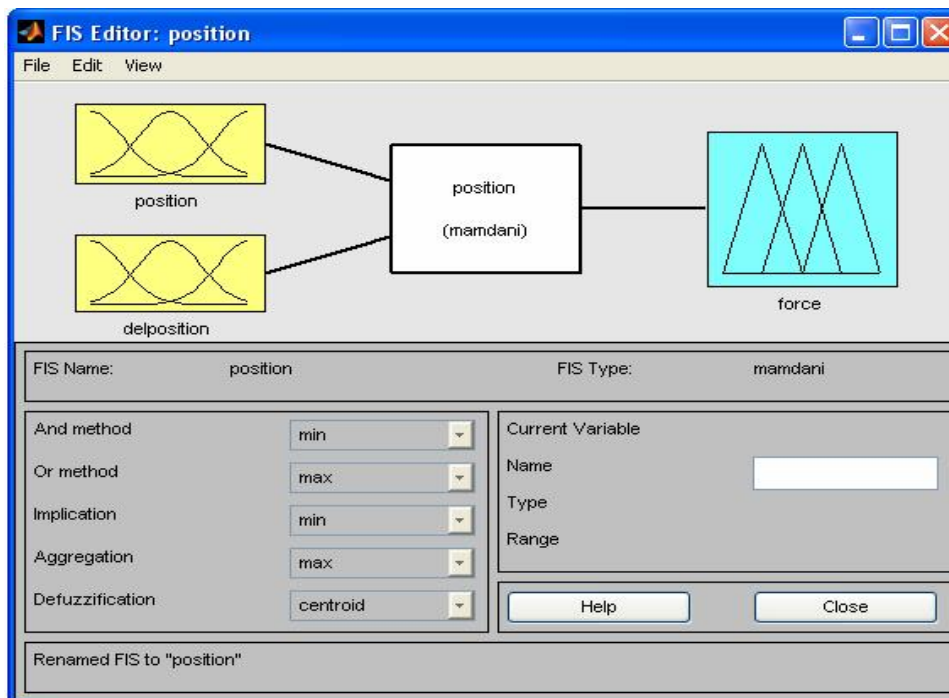 FIS Editor: position
File Edit View
position
delposition
position
(mamdani)
force
FIS Name: position FIS Type: mamdani
And method min
Or method max
Implication min
Aggregation max
Defuzzification centroid
Current Variable
Name
Type
Range
Help Close
Renamed FIS to "position"